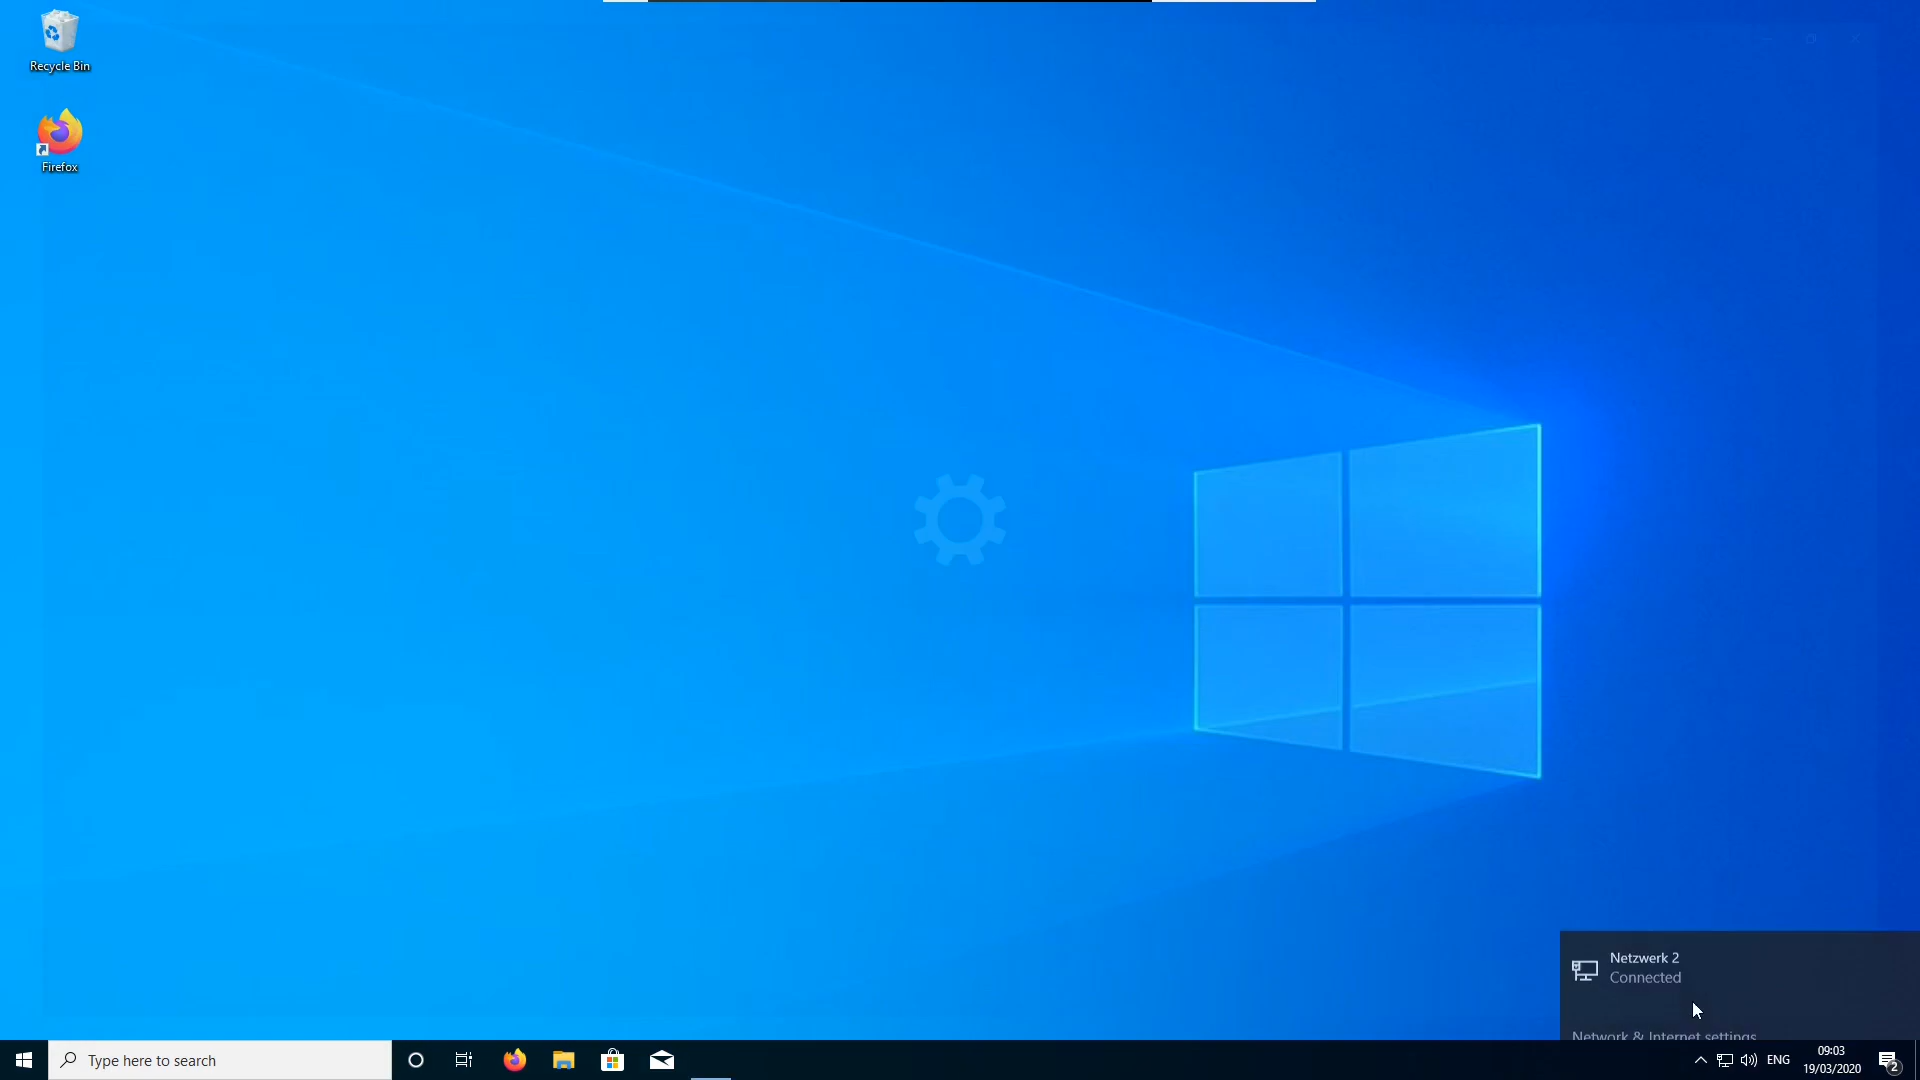 Recycle Bin
Firefox
Netzwerk 2
Connected
Network & Internet settings
Type here to search
ENG
09:03
19/03/2020
2